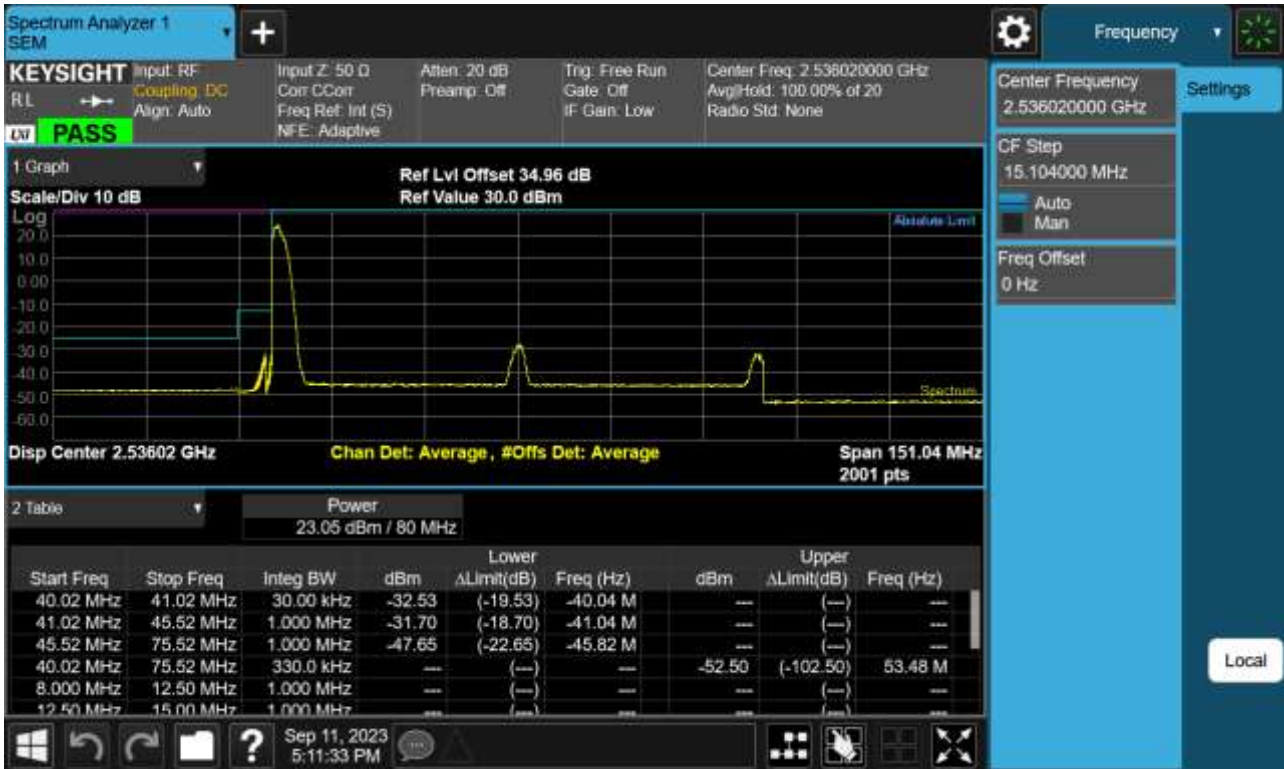 Spectrum Analyzer 1
SEM
+
Frequency
KEYSIGHT
RL
LXI
PASS
Input: RF
Coupling: DC
Align: Auto
Input Z: 50 Ω
Corr CCorr
Freq Ref: Int (S)
NFE: Adaptive
Atten: 20 dB
Preamp: Off
Trig: Free Run
Gate: Off
IF Gain: Low
Center Freq: 2.536020000 GHz
Avg|Hold: 100.00% of 20
Radio Std: None
Center Frequency
2.536020000 GHz
Settings
CF Step
15.104000 MHz
Auto
Man
Freq Offset
0 Hz
Local
1 Graph
Scale/Div 10 dB
Ref Lvl Offset 34.96 dB
Ref Value 30.0 dBm
Log
20.0
10.0
0.00
-10.0
-20.0
-30.0
-40.0
-50.0
-60.0
Absolute Limit
Spectrum
Disp Center 2.53602 GHz
Chan Det: Average, #Offs Det: Average
Span 151.04 MHz
2001 pts
2 Table
Power
23.05 dBm / 80 MHz
Lower Upper
Start Freq Stop Freq Integ BW dBm ΔLimit(dB) Freq (Hz) dBm ΔLimit(dB) Freq (Hz)
40.02 MHz 41.02 MHz 30.00 kHz -32.53 (-19.53) -40.04 M --- (---) ---
41.02 MHz 45.52 MHz 1.000 MHz -31.70 (-18.70) -41.04 M --- (---) ---
45.52 MHz 75.52 MHz 1.000 MHz -47.65 (-22.65) -45.82 M --- (---) ---
40.02 MHz 75.52 MHz 330.0 kHz --- (---) --- -52.50 (-102.50) 53.48 M
8.000 MHz 12.50 MHz 1.000 MHz --- (---) --- --- (---) ---
12.50 MHz 15.00 MHz 1.000 MHz --- (---) --- --- (---) ---
?
Sep 11, 2023
5:11:33 PM